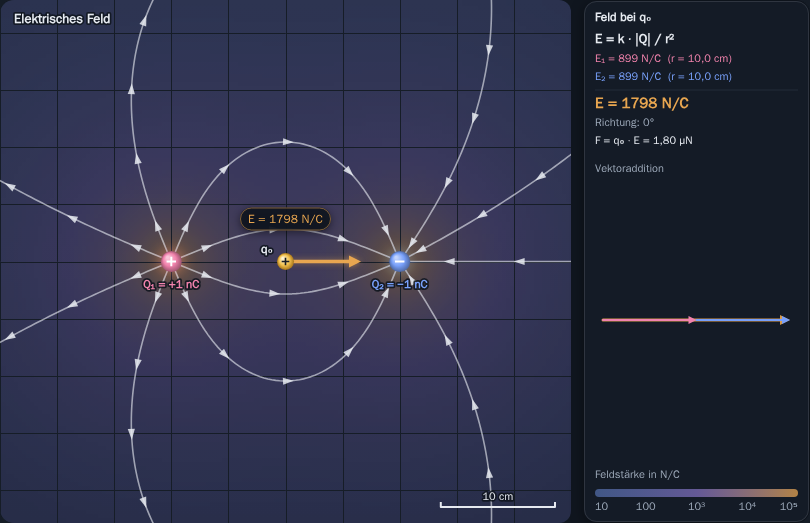 Elektrisches Feld
E = 1798 N/C
q₀
+
+
−
Q₁ = +1 nC
Q₂ = −1 nC
10 cm
Feld bei q₀
E = k · |Q| / r²
E₁ = 899 N/C (r = 10,0 cm)
E₂ = 899 N/C (r = 10,0 cm)
E = 1798 N/C
Richtung: 0°
F = q₀ · E = 1,80 µN
Vektoraddition
Feldstärke in N/C
10 100 10³ 10⁴ 10⁵